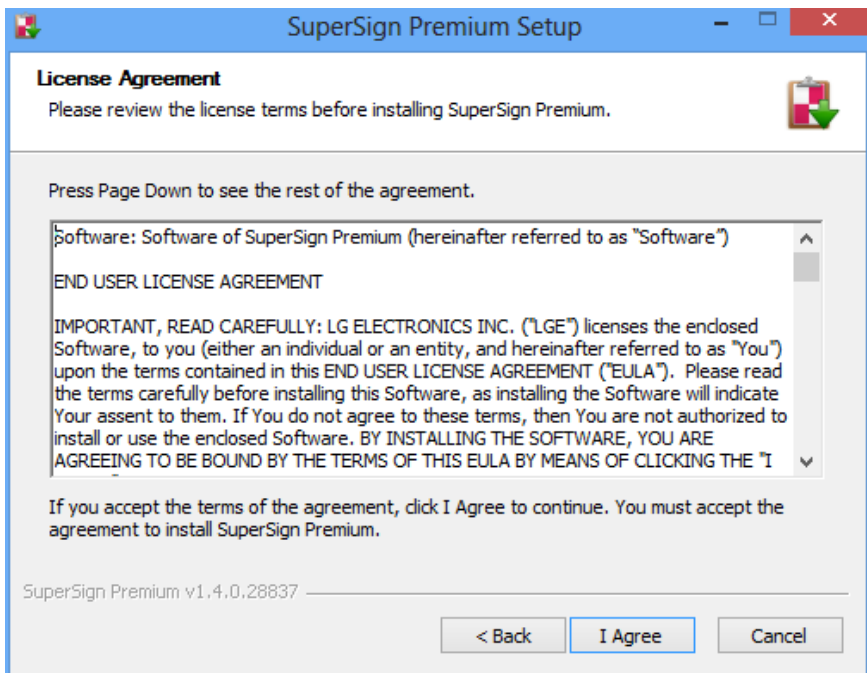 SuperSign Premium Setup
License Agreement
Please review the license terms before installing SuperSign Premium.
Press Page Down to see the rest of the agreement.
Software: Software of SuperSign Premium (hereinafter referred to as “Software”)
END USER LICENSE AGREEMENT
IMPORTANT, READ CAREFULLY: LG ELECTRONICS INC. ("LGE") licenses the enclosed
Software, to you (either an individual or an entity, and hereinafter referred to as "You")
upon the terms contained in this END USER LICENSE AGREEMENT ("EULA").  Please read
the terms carefully before installing this Software, as installing the Software will indicate
Your assent to them. If You do not agree to these terms, then You are not authorized to
install or use the enclosed Software. BY INSTALLING THE SOFTWARE, YOU ARE
AGREEING TO BE BOUND BY THE TERMS OF THIS EULA BY MEANS OF CLICKING THE "I
If you accept the terms of the agreement, click I Agree to continue. You must accept the
agreement to install SuperSign Premium.
SuperSign Premium v1.4.0.28837
< Back
I Agree
Cancel